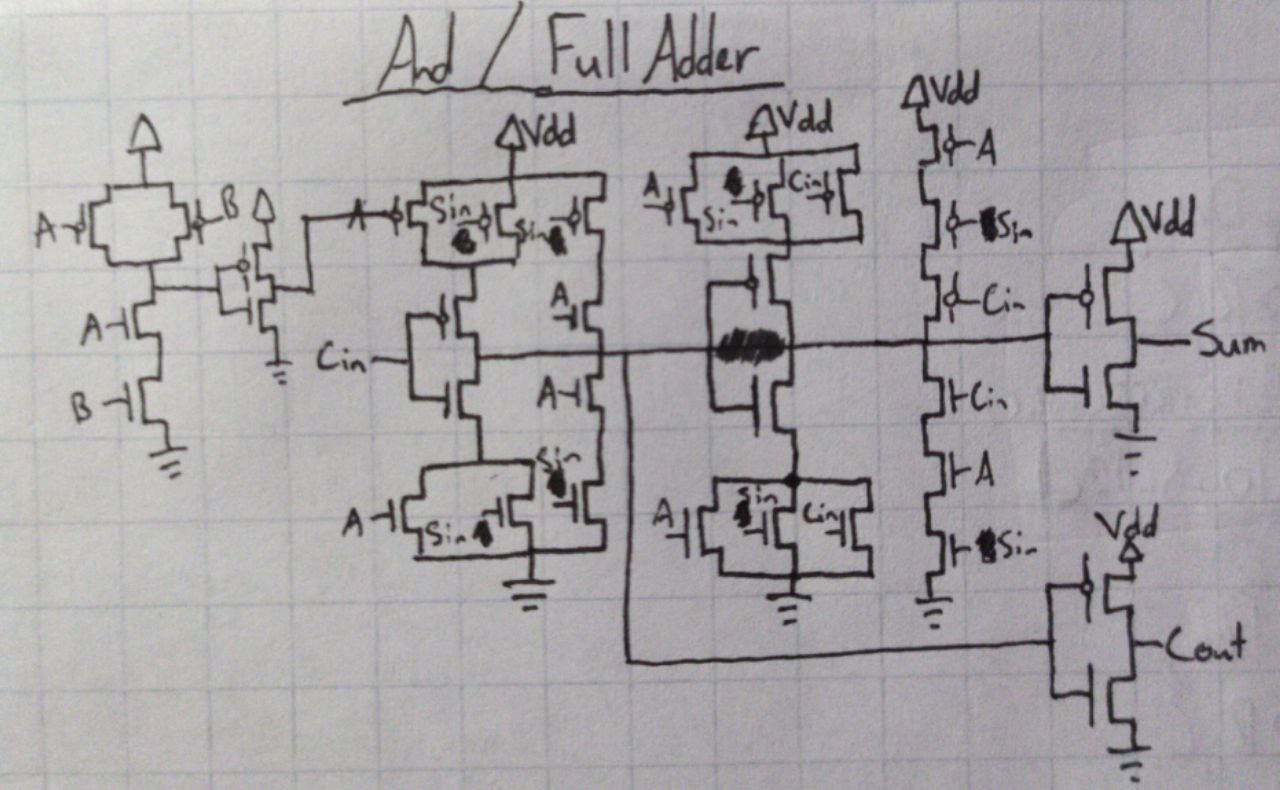 And / Full Adder
Vdd
Vdd
Vdd
A
B
A
Sin
Sin
A
Sin
Cin
A
Sin
Vdd
A
Cin
A
B
Cin
A
Cin
Sum
A
Sin
A
Sin
A
Sin
Cin
A
Sin
Vdd
Cout